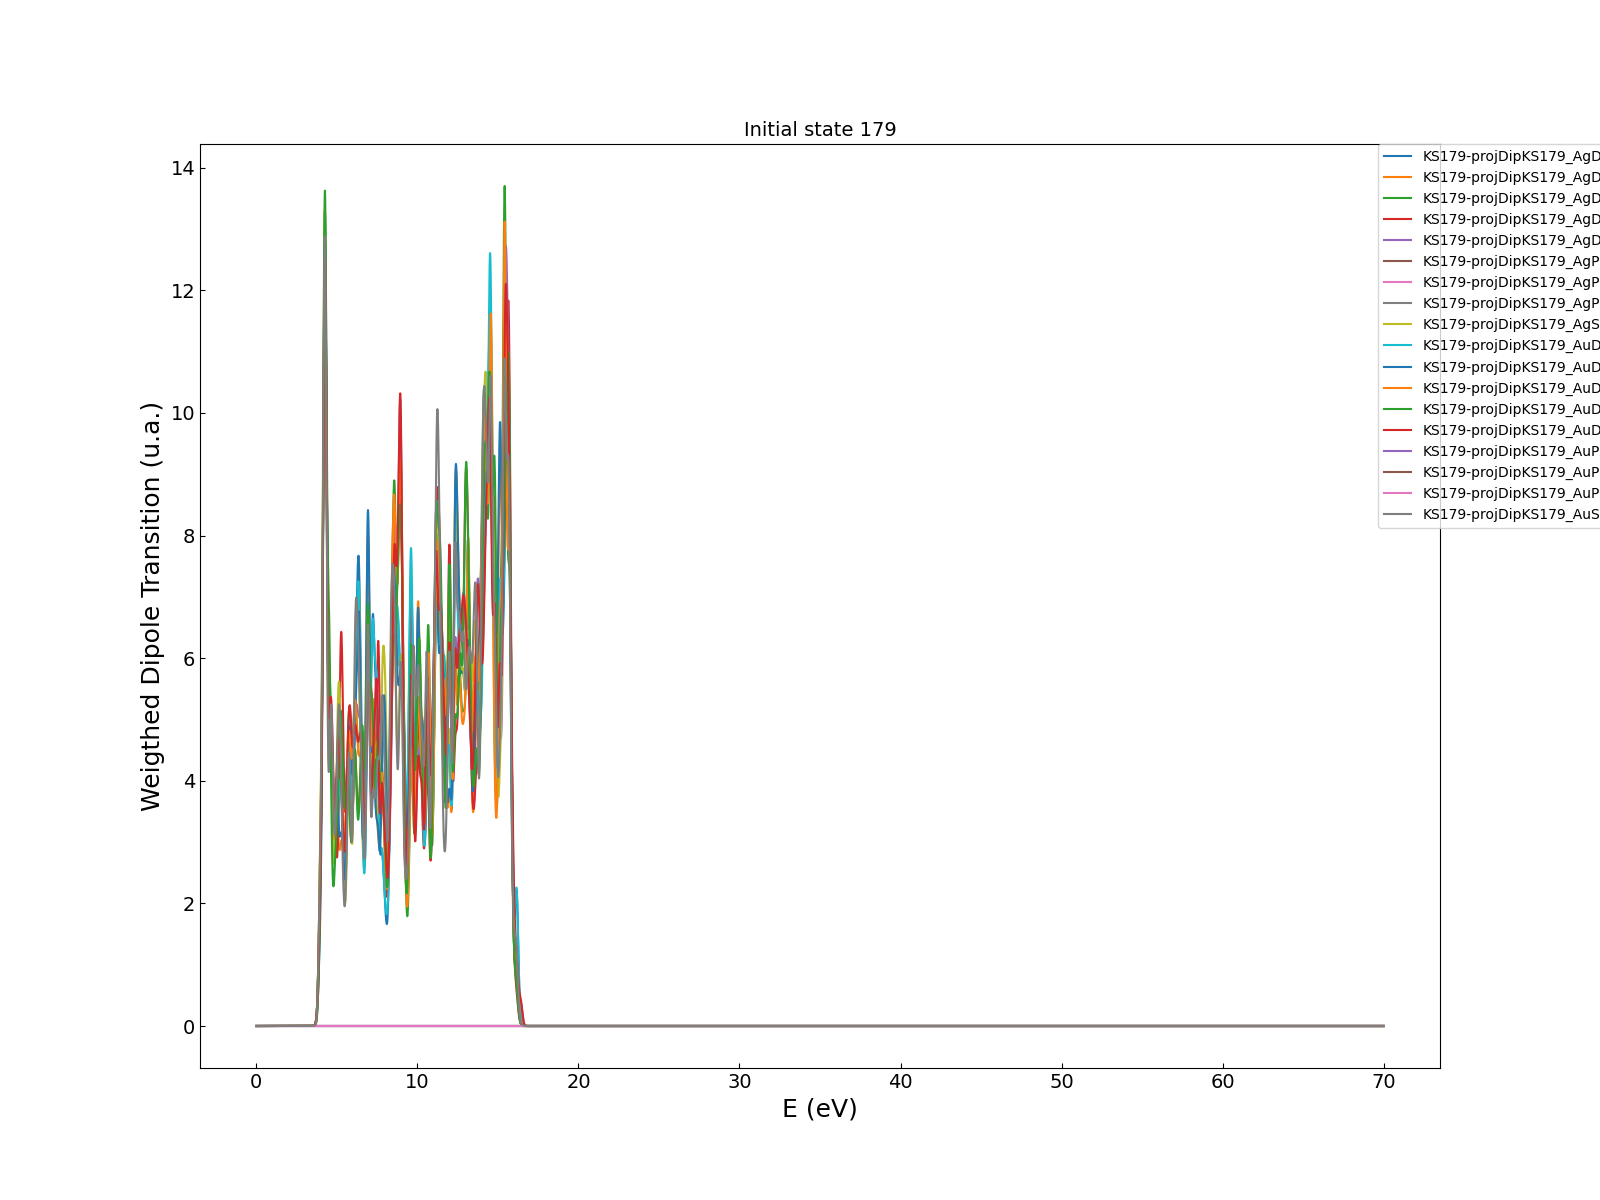 Initial state 179
Weigthed Dipole Transition (u.a.)
14
12
10
8
6
4
2
0
0 10 20 30 40 50 60 70
E (eV)
KS179-projDipKS179_AgD
KS179-projDipKS179_AgD
KS179-projDipKS179_AgD
KS179-projDipKS179_AgD
KS179-projDipKS179_AgD
KS179-projDipKS179_AgP
KS179-projDipKS179_AgP
KS179-projDipKS179_AgP
KS179-projDipKS179_AgS
KS179-projDipKS179_AuD
KS179-projDipKS179_AuD
KS179-projDipKS179_AuD
KS179-projDipKS179_AuD
KS179-projDipKS179_AuD
KS179-projDipKS179_AuP
KS179-projDipKS179_AuP
KS179-projDipKS179_AuP
KS179-projDipKS179_AuS